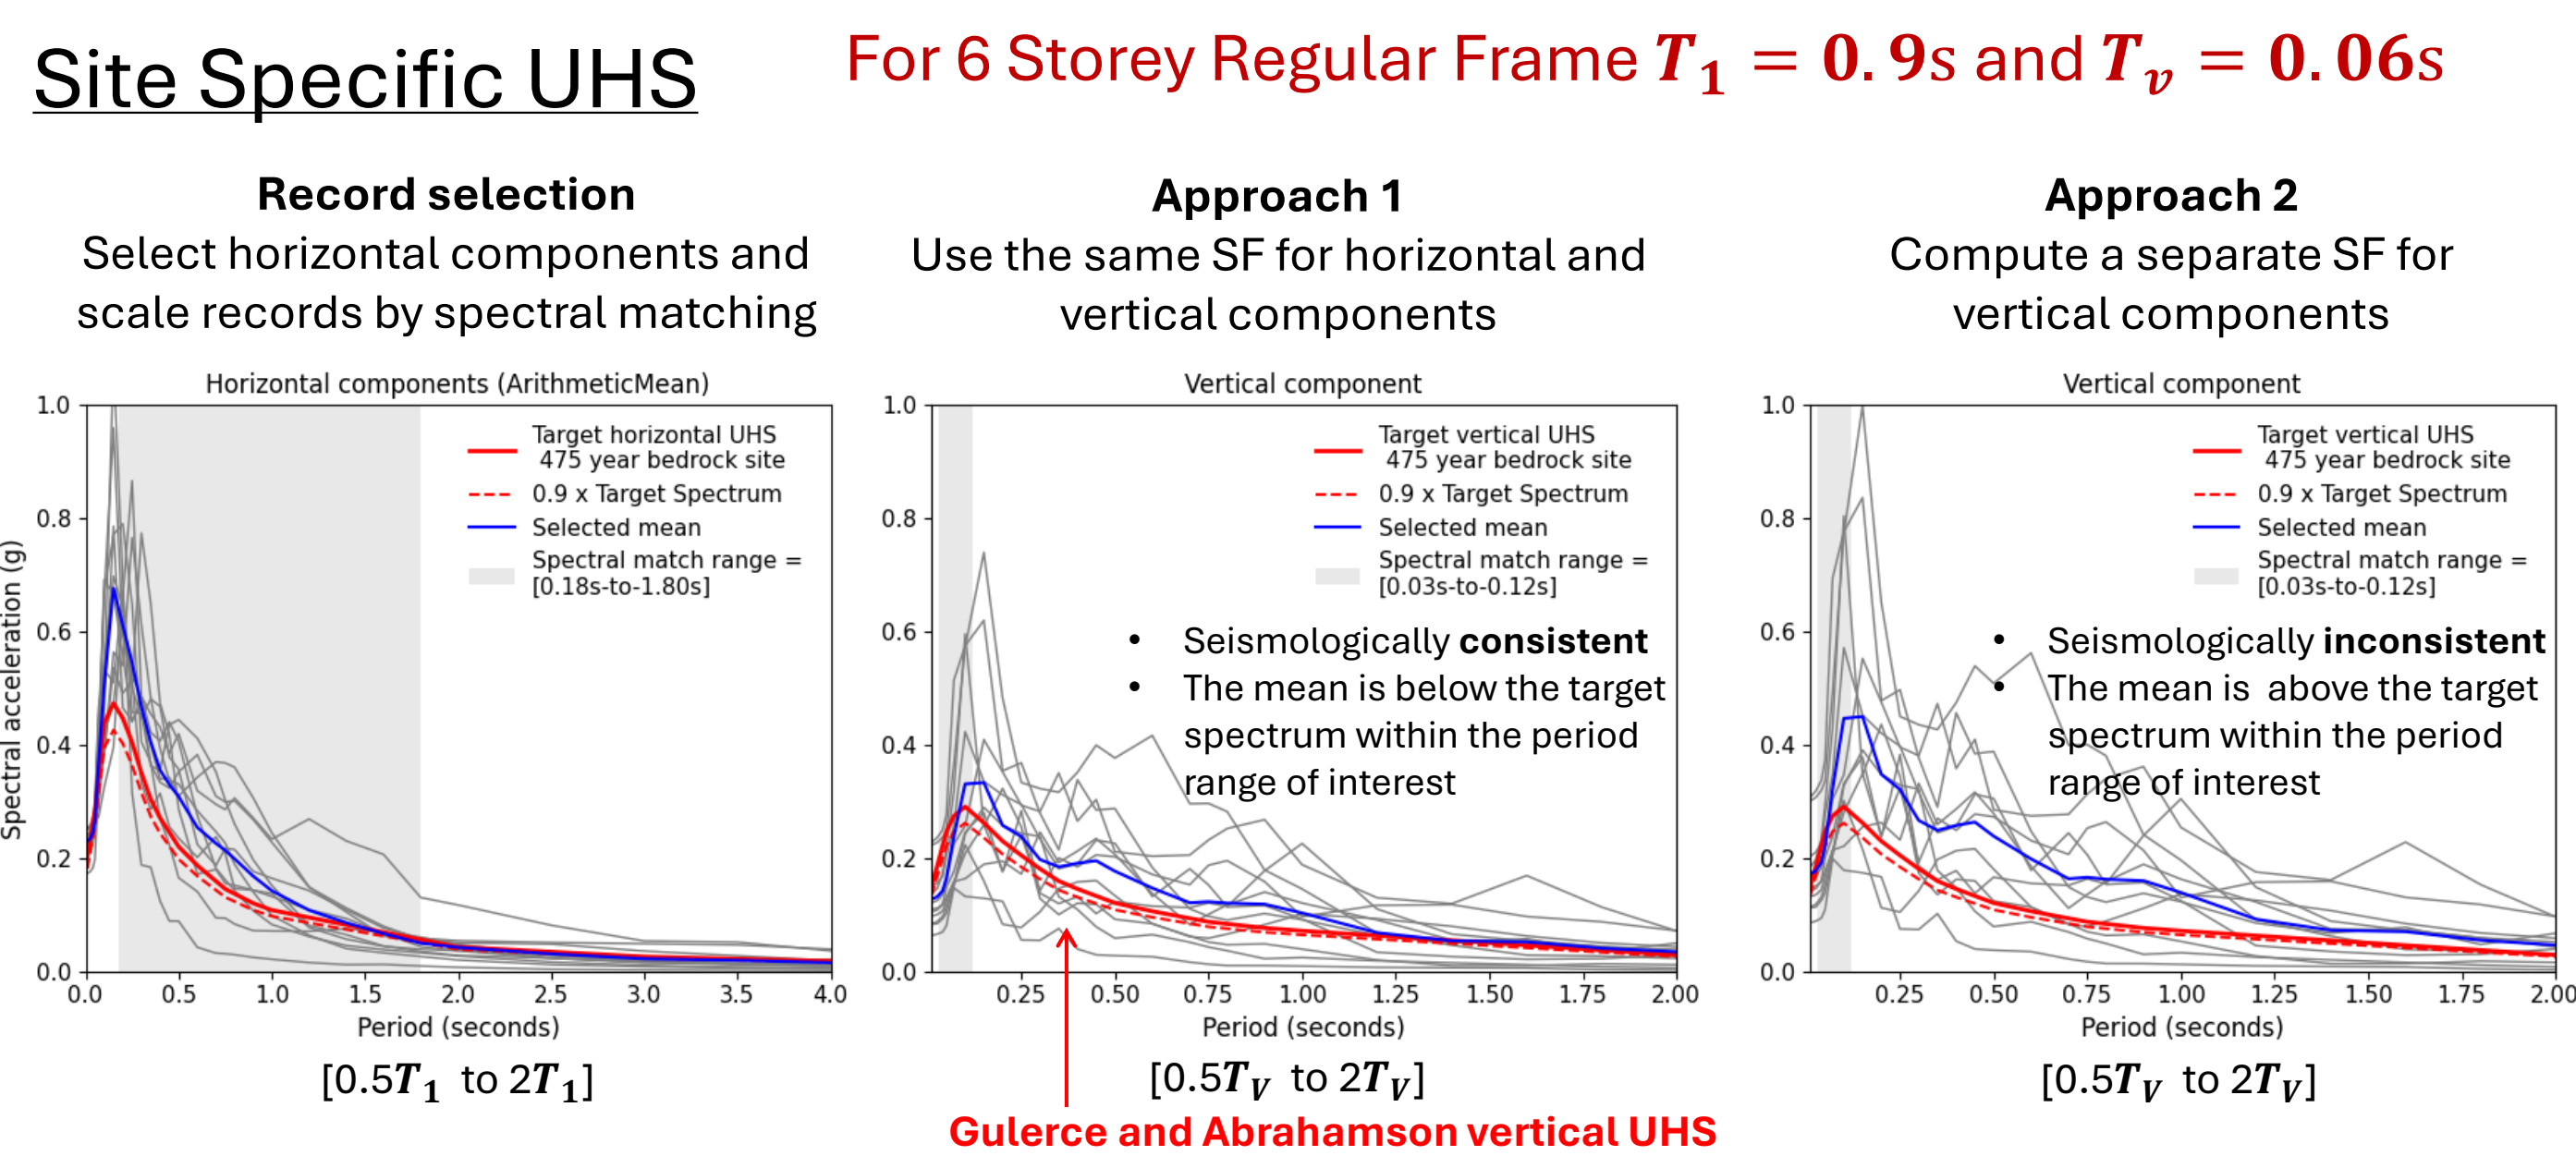 Site Specific UHS
For 6 Storey Regular Frame T₁ = 0.9s and Tᵥ = 0.06s
Record selection
Select horizontal components and
scale records by spectral matching
Horizontal components (ArithmeticMean)
1.0
0.8
0.6
0.4
0.2
0.0
Spectral acceleration (g)
Target horizontal UHS
475 year bedrock site
0.9 x Target Spectrum
Selected mean
Spectral match range =
[0.18s-to-1.80s]
0.0 0.5 1.0 1.5 2.0 2.5 3.0 3.5 4.0
Period (seconds)
[0.5T₁ to 2T₁]
Approach 1
Use the same SF for horizontal and
vertical components
Vertical component
1.0
0.8
0.6
0.4
0.2
0.0
Target vertical UHS
475 year bedrock site
0.9 x Target Spectrum
Selected mean
Spectral match range =
[0.03s-to-0.12s]
• Seismologically consistent
• The mean is below the target
spectrum within the period
range of interest
0.25 0.50 0.75 1.00 1.25 1.50 1.75 2.00
Period (seconds)
[0.5T_V to 2T_V]
Gulerce and Abrahamson vertical UHS
Approach 2
Compute a separate SF for
vertical components
Vertical component
1.0
0.8
0.6
0.4
0.2
0.0
Target vertical UHS
475 year bedrock site
0.9 x Target Spectrum
Selected mean
Spectral match range =
[0.03s-to-0.12s]
• Seismologically inconsistent
• The mean is above the target
spectrum within the period
range of interest
0.25 0.50 0.75 1.00 1.25 1.50 1.75 2.00
Period (seconds)
[0.5T_V to 2T_V]